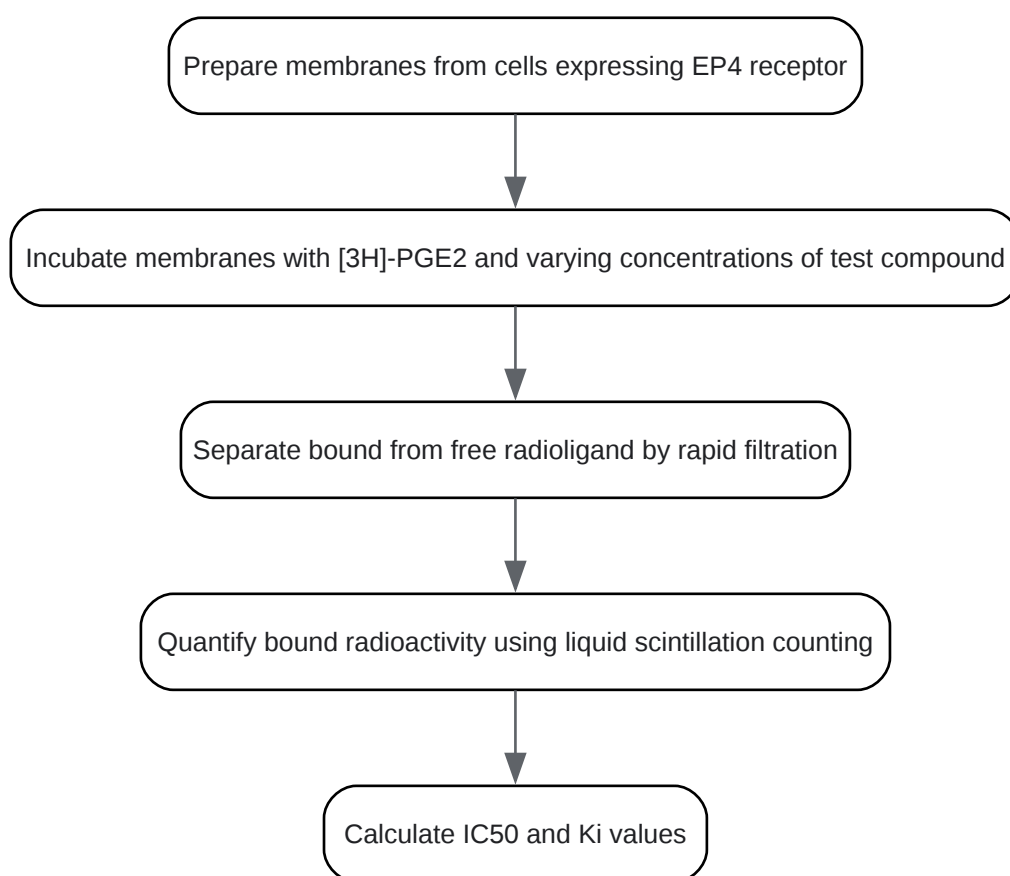 Prepare membranes from cells expressing EP4 receptor
Incubate membranes with [3H]-PGE2 and varying concentrations of test compound
Separate bound from free radioligand by rapid filtration
Quantify bound radioactivity using liquid scintillation counting
Calculate IC50 and Ki values